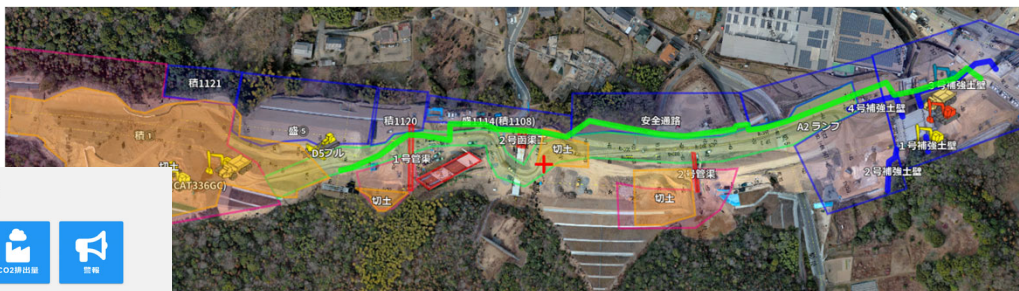 積1121
積1
盛5
積1120
盛1114(積1108)
安全通路
A2ランプ
4号補強土壁
3号補強土壁
1号補強土壁
2号補強土壁
2号函渠工
切土
D5ブル
1号管渠
2号管渠
切土
CAT336GC)
切土
切土
CO2排出量
警報